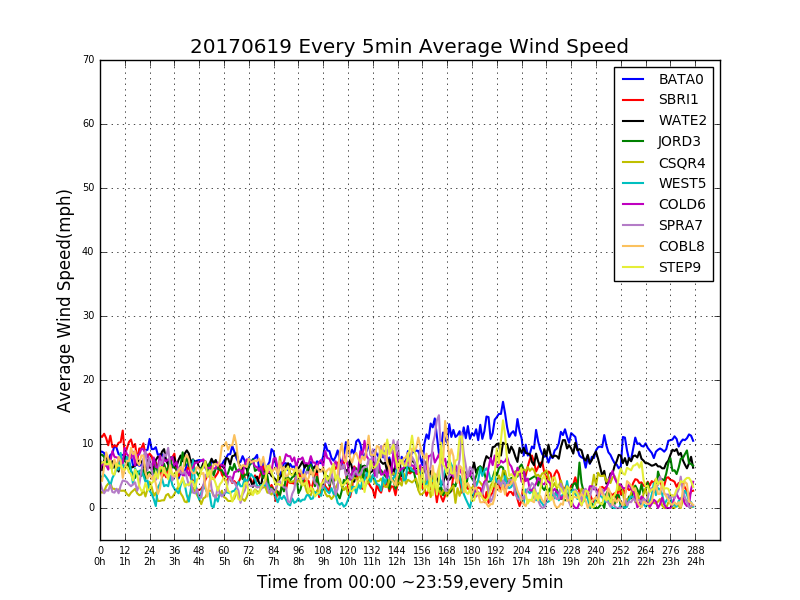 20170619 Every 5min Average Wind Speed
70
60
50
40
30
20
10
0
Average Wind Speed(mph)
BATA0
SBRI1
WATE2
JORD3
CSQR4
WEST5
COLD6
SPRA7
COBL8
STEP9
0 12 24 36 48 60 72 84 96 108 120 132 144 156 168 180 192 204 216 228 240 252 264 276 288
0h 1h 2h 3h 4h 5h 6h 7h 8h 9h 10h 11h 12h 13h 14h 15h 16h 17h 18h 19h 20h 21h 22h 23h 24h
Time from 00:00 ~23:59,every 5min